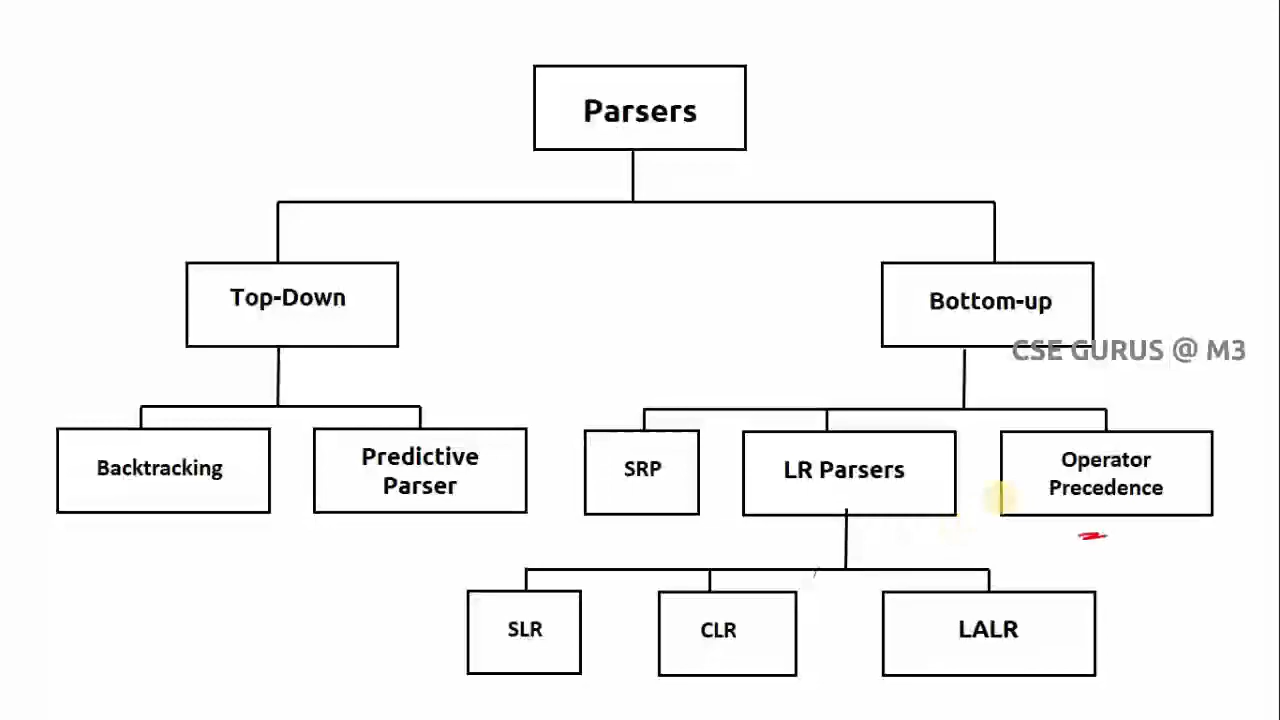 Parsers
Top-Down
Bottom-up
CSE GURUS @ M3
Backtracking
Predictive
Parser
SRP
LR Parsers
Operator
Precedence
SLR
CLR
LALR